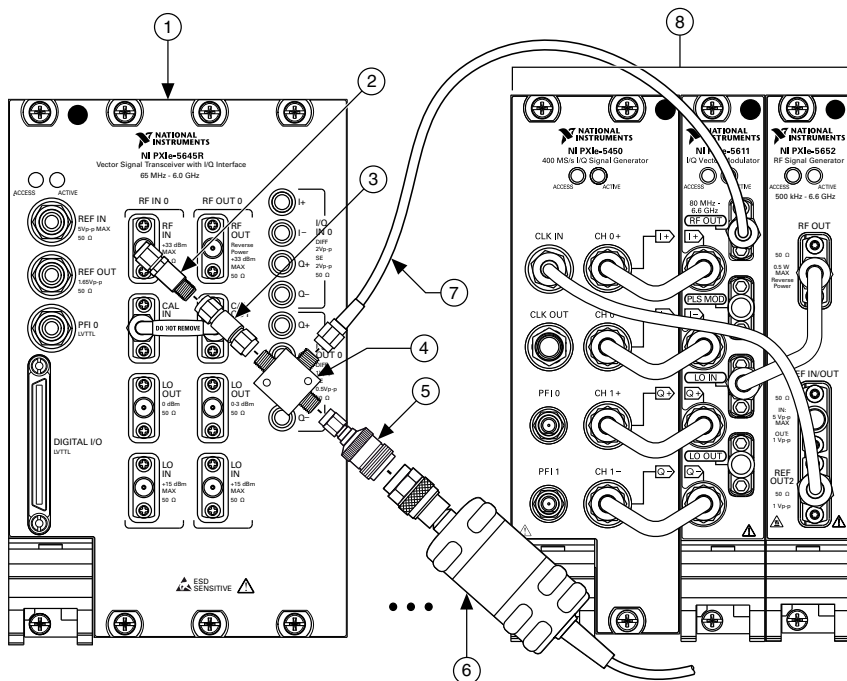 1
2
3
4
5
6
7
8
NATIONAL
INSTRUMENTS
NI PXIe-5645R
Vector Signal Transceiver with I/Q Interface
65 MHz - 6.0 GHz
ACCESS
ACTIVE
REF IN
5Vp-p MAX
50 Ω
REF OUT
1.65Vp-p
50 Ω
PFI 0
LVTTL
DIGITAL I/O
LVTTL
RF IN 0
RF
IN
+33 dBm
MAX
CAL
IN
DO NOT REMOVE
LO
OUT
0 dBm
50 Ω
LO
IN
+15 dBm
MAX
50 Ω
RF OUT 0
RF
OUT
Reverse
Power
+33 dBm
MAX
50 Ω
LO
OUT
0-3 dBm
50 Ω
LO
IN
+15 dBm
MAX
50 Ω
I+
I–
Q+
Q–
I/Q
IN 0
DIFF
2Vp-p
SE
2Vp-p
50 Ω
Q+
OUT 0
0.5Vp-p
Q–
ESD
SENSITIVE
NATIONAL
INSTRUMENTS
NI PXIe-5450
400 MS/s I/Q Signal Generator
ACCESS
ACTIVE
CLK IN
CH 0+
I+
CLK OUT
CH 0
PFI 0
CH 1+
Q+
PFI 1
CH 1–
Q–
NATIONAL
INSTRUMENTS
NI PXIe-5611
I/Q Vector Modulator
ACCESS
ACTIVE
80 MHz -
6.6 GHz
RF OUT
I+
PLS MOD
I–
LO IN
Q+
LO OUT
Q–
NATIONAL
INSTRUMENTS
NI PXIe-5652
RF Signal Generator
ACCESS
ACTIVE
500 kHz - 6.6 GHz
RF OUT
50 Ω
0.5 W
MAX
Reverse
Power
REF IN/OUT
50 Ω
IN:
5 Vp-p
MAX
OUT:
1 Vp-p
REF
OUT2
50 Ω
1 Vp-p